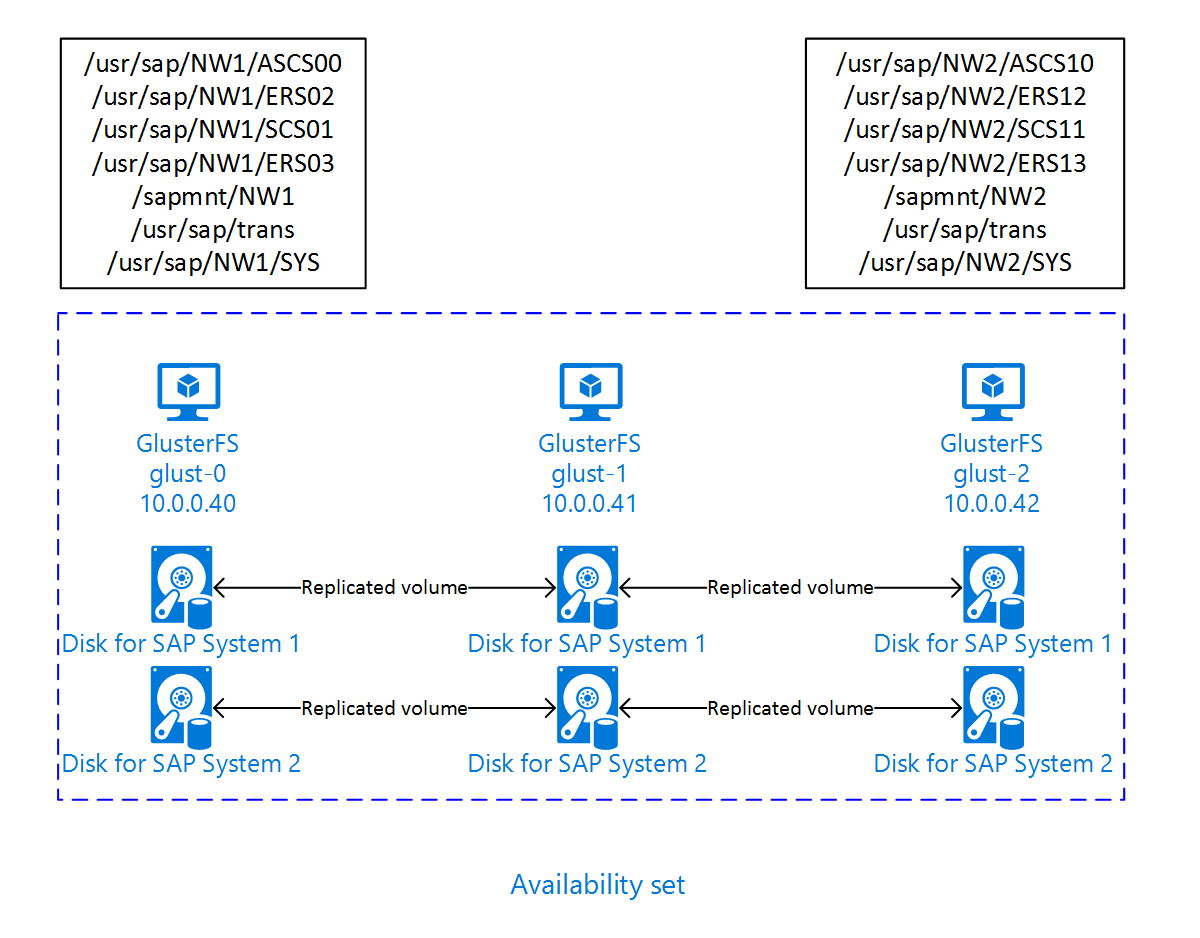 /usr/sap/NW1/ASCS00
/usr/sap/NW1/ERS02
/usr/sap/NW1/SCS01
/usr/sap/NW1/ERS03
/sapmnt/NW1
/usr/sap/trans
/usr/sap/NW1/SYS
/usr/sap/NW2/ASCS10
/usr/sap/NW2/ERS12
/usr/sap/NW2/SCS11
/usr/sap/NW2/ERS13
/sapmnt/NW2
/usr/sap/trans
/usr/sap/NW2/SYS
GlusterFS
glust-0
10.0.0.40
GlusterFS
glust-1
10.0.0.41
GlusterFS
glust-2
10.0.0.42
Replicated volume
Replicated volume
Disk for SAP System 1
Disk for SAP System 1
Disk for SAP System 1
Replicated volume
Replicated volume
Disk for SAP System 2
Disk for SAP System 2
Disk for SAP System 2
Availability set